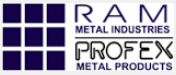 RAM
METAL INDUSTRIES
PROFEX
METAL PRODUCTS